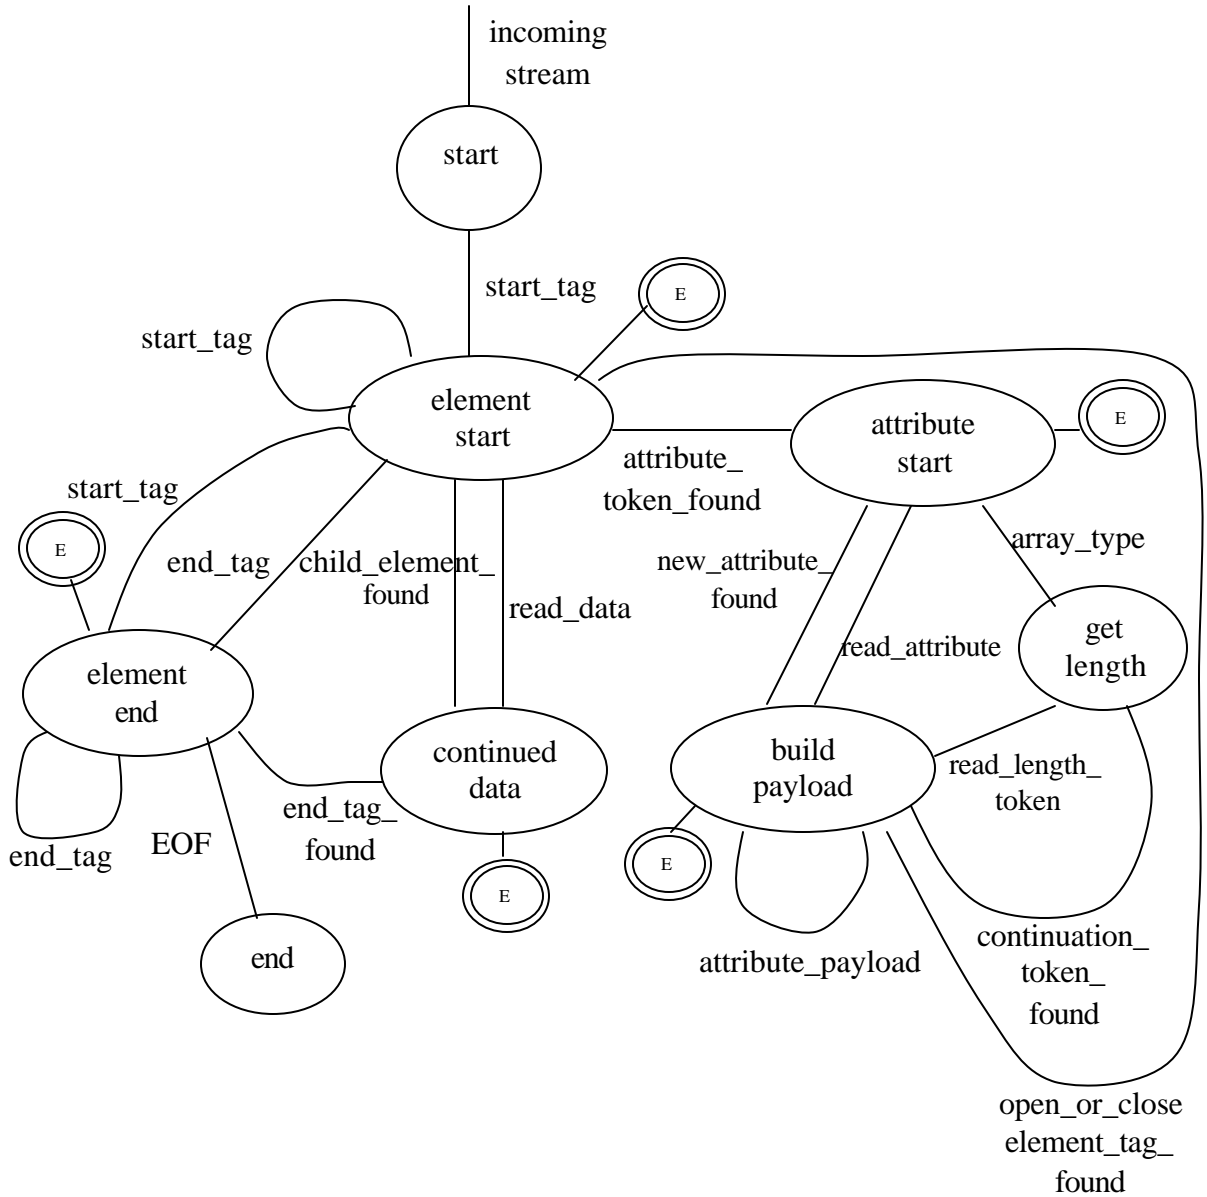 incoming
stream
start
start_tag
E
start_tag
element
start
attribute
start
E
attribute_
token_found
start_tag
E
end_tag
child_element_
found
read_data
new_attribute_
found
array_type
read_attribute
get
length
element
end
continued
data
build
payload
read_length_
token
end_tag_
found
EOF
end_tag
E
E
end
attribute_payload
continuation_
token_
found
open_or_close
element_tag_
found